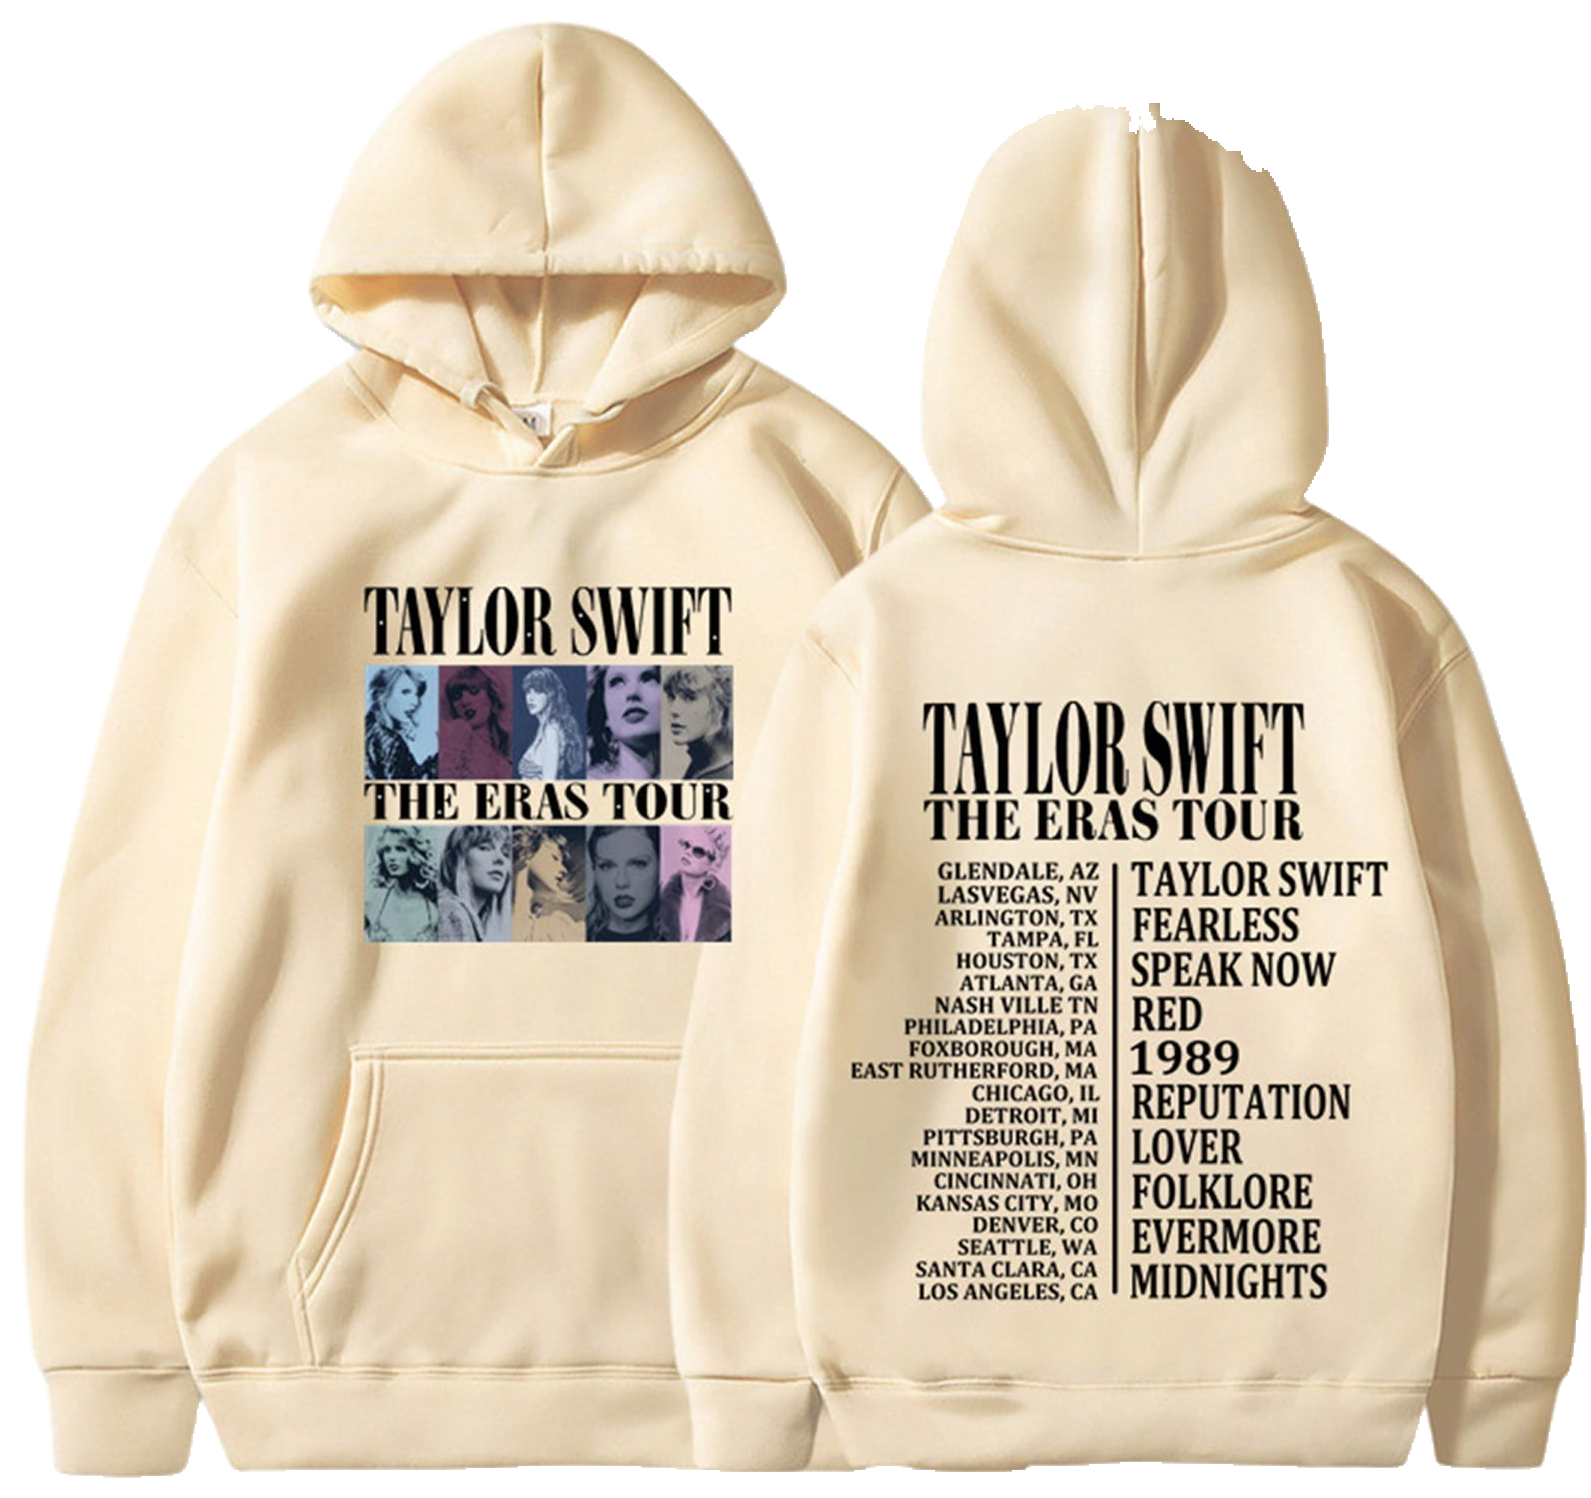 TAYLOR SWIFT
THE ERAS TOUR
TAYLOR SWIFT
THE ERAS TOUR
GLENDALE, AZ
LASVEGAS, NV
ARLINGTON, TX
TAMPA, FL
HOUSTON, TX
ATLANTA, GA
NASH VILLE TN
PHILADELPHIA, PA
FOXBOROUGH, MA
EAST RUTHERFORD, MA
CHICAGO, IL
DETROIT, MI
PITTSBURGH, PA
MINNEAPOLIS, MN
CINCINNATI, OH
KANSAS CITY, MO
DENVER, CO
SEATTLE, WA
SANTA CLARA, CA
LOS ANGELES, CA
TAYLOR SWIFT
FEARLESS
SPEAK NOW
RED
1989
REPUTATION
LOVER
FOLKLORE
EVERMORE
MIDNIGHTS